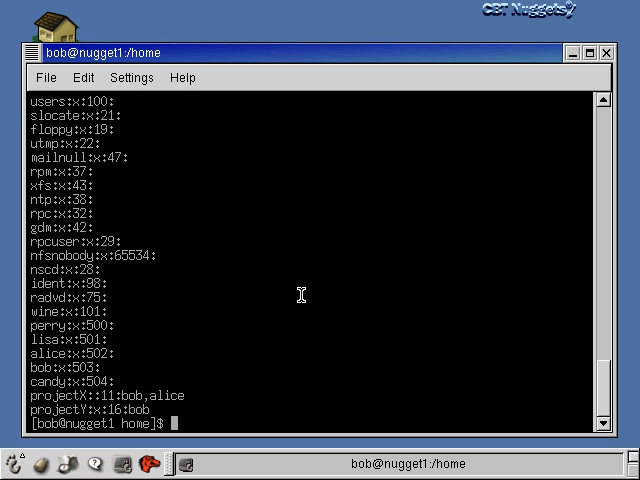 CBT Nuggets
bob@nugget1:/home
File Edit Settings Help
users:x:100:
slocate:x:21:
floppy:x:19:
utmp:x:22:
mailnull:x:47:
rpm:x:37:
xfs:x:43:
ntp:x:38:
rpc:x:32:
gdm:x:42:
rpcuser:x:29:
nfsnobody:x:65534:
nscd:x:28:
ident:x:98:
radvd:x:75:
wine:x:101:
perry:x:500:
lisa:x:501:
alice:x:502:
bob:x:503:
candy:x:504:
projectX::11:bob,alice
projectY:x:16:bob
[bob@nugget1 home]$
bob@nugget1:/home